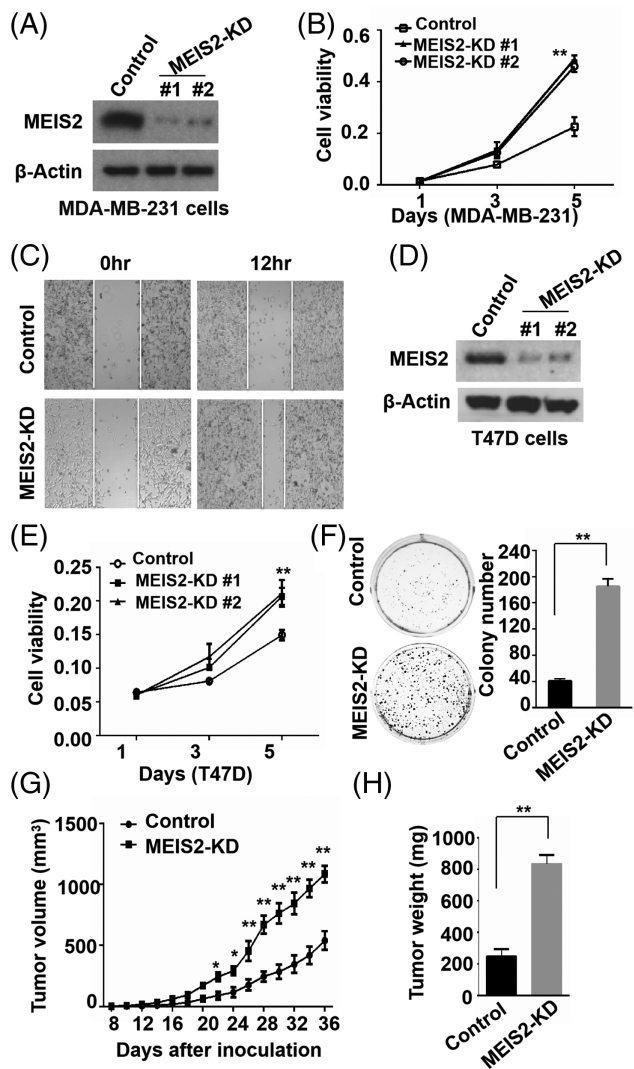 (A)
Control
MEIS2-KD
#1 #2
MEIS2
β-Actin
MDA-MB-231 cells
(B)
Control
MEIS2-KD #1
MEIS2-KD #2
**
Cell viability
0.6
0.4
0.2
0.0
1 3 5
Days (MDA-MB-231)
(C)
0hr 12hr
Control
MEIS2-KD
(D)
Control
MEIS2-KD
#1 #2
MEIS2
β-Actin
T47D cells
(E)
Control
MEIS2-KD #1
MEIS2-KD #2
**
Cell viability
0.25
0.20
0.15
0.10
0.05
0.00
1 3 5
Days (T47D)
(F)
Control
MEIS2-KD
Colony number
240
200
160
120
80
40
0
**
Control
MEIS2-KD
(G)
Control
MEIS2-KD
Tumor volume (mm³)
1500
1000
500
0
* * ** ** ** ** ** **
8 12 16 20 24 28 32 36
Days after inoculation
(H)
**
Tumor weight (mg)
1000
800
600
400
200
0
Control
MEIS2-KD